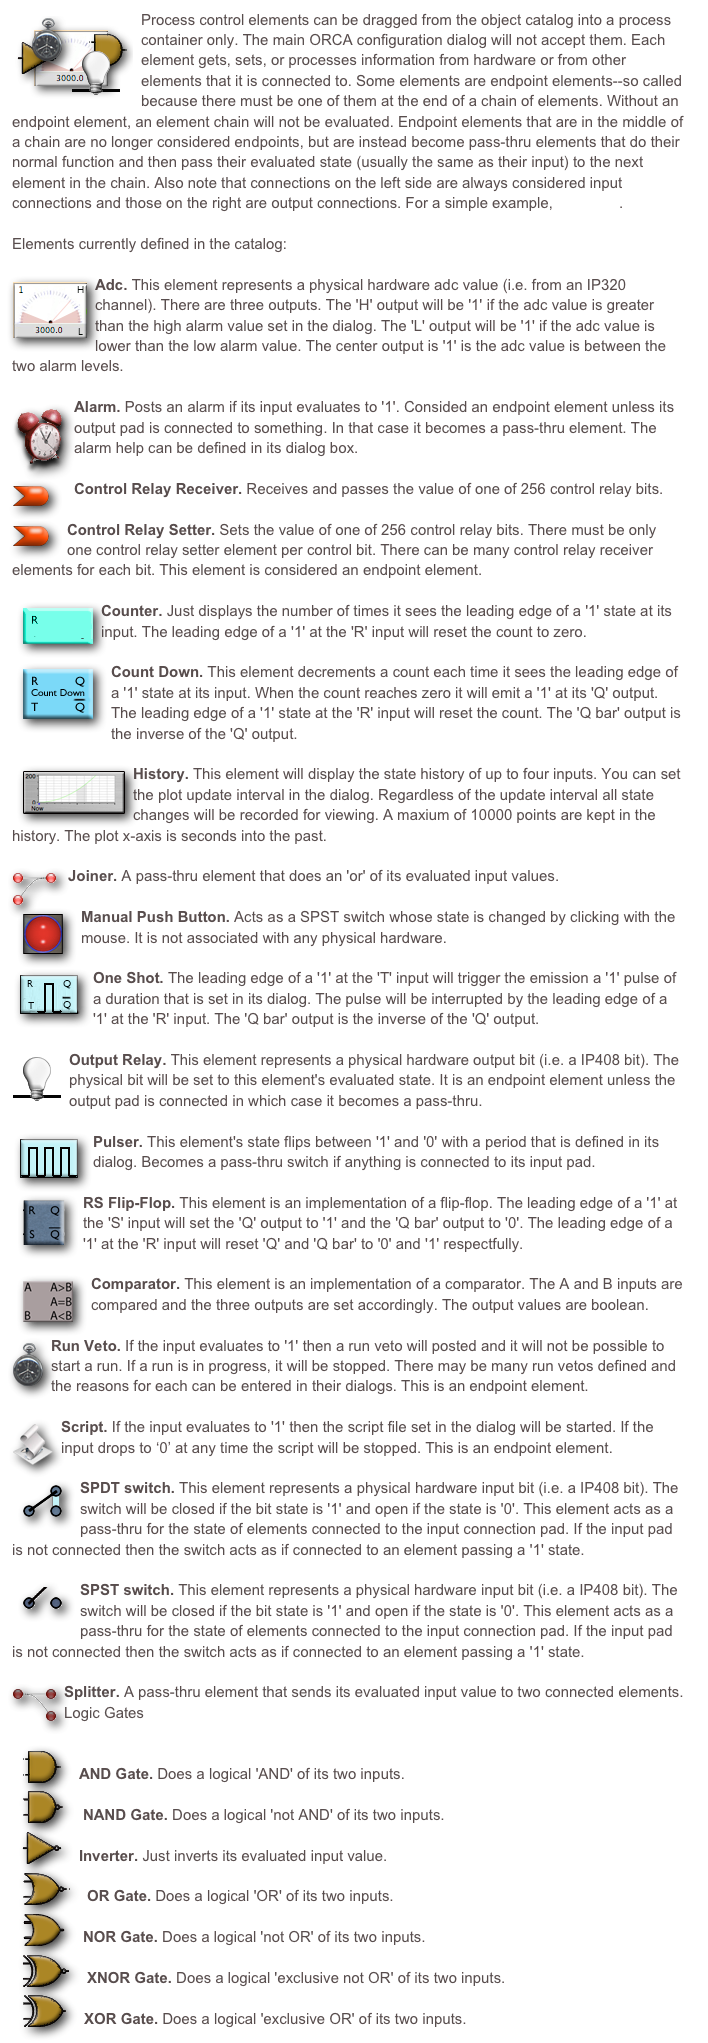 Process control elements can be dragged from the object catalog into a process
container only. The main ORCA configuration dialog will not accept them. Each
element gets, sets, or processes information from hardware or from other
3000.0
elements that it is connected to. Some elements are endpoint elements--so called
because there must be one of them at the end of a chain of elements. Without an
endpoint element, an element chain will not be evaluated. Endpoint elements that are in the middle of
a chain are no longer considered endpoints, but are instead become pass-thru elements that do their
normal function and then pass their evaluated state (usually the same as their input) to the next
element in the chain. Also note that connections on the left side are always considered input
connections and those on the right are output connections. For a simple example, .
Elements currently defined in the catalog:
1 H
3000.0 L
Adc. This element represents a physical hardware adc value (i.e. from an IP320
channel). There are three outputs. The 'H' output will be '1' if the adc value is greater
than the high alarm value set in the dialog. The 'L' output will be '1' if the adc value is
lower than the low alarm value. The center output is '1' is the adc value is between the
two alarm levels.
Alarm. Posts an alarm if its input evaluates to '1'. Consided an endpoint element unless its
output pad is connected to something. In that case it becomes a pass-thru element. The
alarm help can be defined in its dialog box.
Control Relay Receiver. Receives and passes the value of one of 256 control relay bits.
Control Relay Setter. Sets the value of one of 256 control relay bits. There must be only
one control relay setter element per control bit. There can be many control relay receiver
elements for each bit. This element is considered an endpoint element.
R
Counter. Just displays the number of times it sees the leading edge of a '1' state at its
input. The leading edge of a '1' at the 'R' input will reset the count to zero.
R Q
Count Down
T Q
Count Down. This element decrements a count each time it sees the leading edge of
a '1' state at its input. When the count reaches zero it will emit a '1' at its 'Q' output.
The leading edge of a '1' state at the 'R' input will reset the count. The 'Q bar' output is
the inverse of the 'Q' output.
200
0
Now
History. This element will display the state history of up to four inputs. You can set
the plot update interval in the dialog. Regardless of the update interval all state
changes will be recorded for viewing. A maxium of 10000 points are kept in the
history. The plot x-axis is seconds into the past.
Joiner. A pass-thru element that does an 'or' of its evaluated input values.
Manual Push Button. Acts as a SPST switch whose state is changed by clicking with the
mouse. It is not associated with any physical hardware.
R Q
T Q
One Shot. The leading edge of a '1' at the 'T' input will trigger the emission a '1' pulse of
a duration that is set in its dialog. The pulse will be interrupted by the leading edge of a
'1' at the 'R' input. The 'Q bar' output is the inverse of the 'Q' output.
Output Relay. This element represents a physical hardware output bit (i.e. a IP408 bit). The
physical bit will be set to this element's evaluated state. It is an endpoint element unless the
output pad is connected in which case it becomes a pass-thru.
Pulser. This element's state flips between '1' and '0' with a period that is defined in its
dialog. Becomes a pass-thru switch if anything is connected to its input pad.
R Q
S Q
RS Flip-Flop. This element is an implementation of a flip-flop. The leading edge of a '1' at
the 'S' input will set the 'Q' output to '1' and the 'Q bar' output to '0'. The leading edge of a
'1' at the 'R' input will reset 'Q' and 'Q bar' to '0' and '1' respectfully.
A A>B
A=B
B A<B
Comparator. This element is an implementation of a comparator. The A and B inputs are
compared and the three outputs are set accordingly. The output values are boolean.
Run Veto. If the input evaluates to '1' then a run veto will posted and it will not be possible to
start a run. If a run is in progress, it will be stopped. There may be many run vetos defined and
the reasons for each can be entered in their dialogs. This is an endpoint element.
Script. If the input evaluates to '1' then the script file set in the dialog will be started. If the
input drops to ‘0’ at any time the script will be stopped. This is an endpoint element.
SPDT switch. This element represents a physical hardware input bit (i.e. a IP408 bit). The
switch will be closed if the bit state is '1' and open if the state is '0'. This element acts as a
pass-thru for the state of elements connected to the input connection pad. If the input pad
is not connected then the switch acts as if connected to an element passing a '1' state.
SPST switch. This element represents a physical hardware input bit (i.e. a IP408 bit). The
switch will be closed if the bit state is '1' and open if the state is '0'. This element acts as a
pass-thru for the state of elements connected to the input connection pad. If the input pad
is not connected then the switch acts as if connected to an element passing a '1' state.
Splitter. A pass-thru element that sends its evaluated input value to two connected elements.
Logic Gates
AND Gate. Does a logical 'AND' of its two inputs.
NAND Gate. Does a logical 'not AND' of its two inputs.
Inverter. Just inverts its evaluated input value.
OR Gate. Does a logical 'OR' of its two inputs.
NOR Gate. Does a logical 'not OR' of its two inputs.
XNOR Gate. Does a logical 'exclusive not OR' of its two inputs.
XOR Gate. Does a logical 'exclusive OR' of its two inputs.